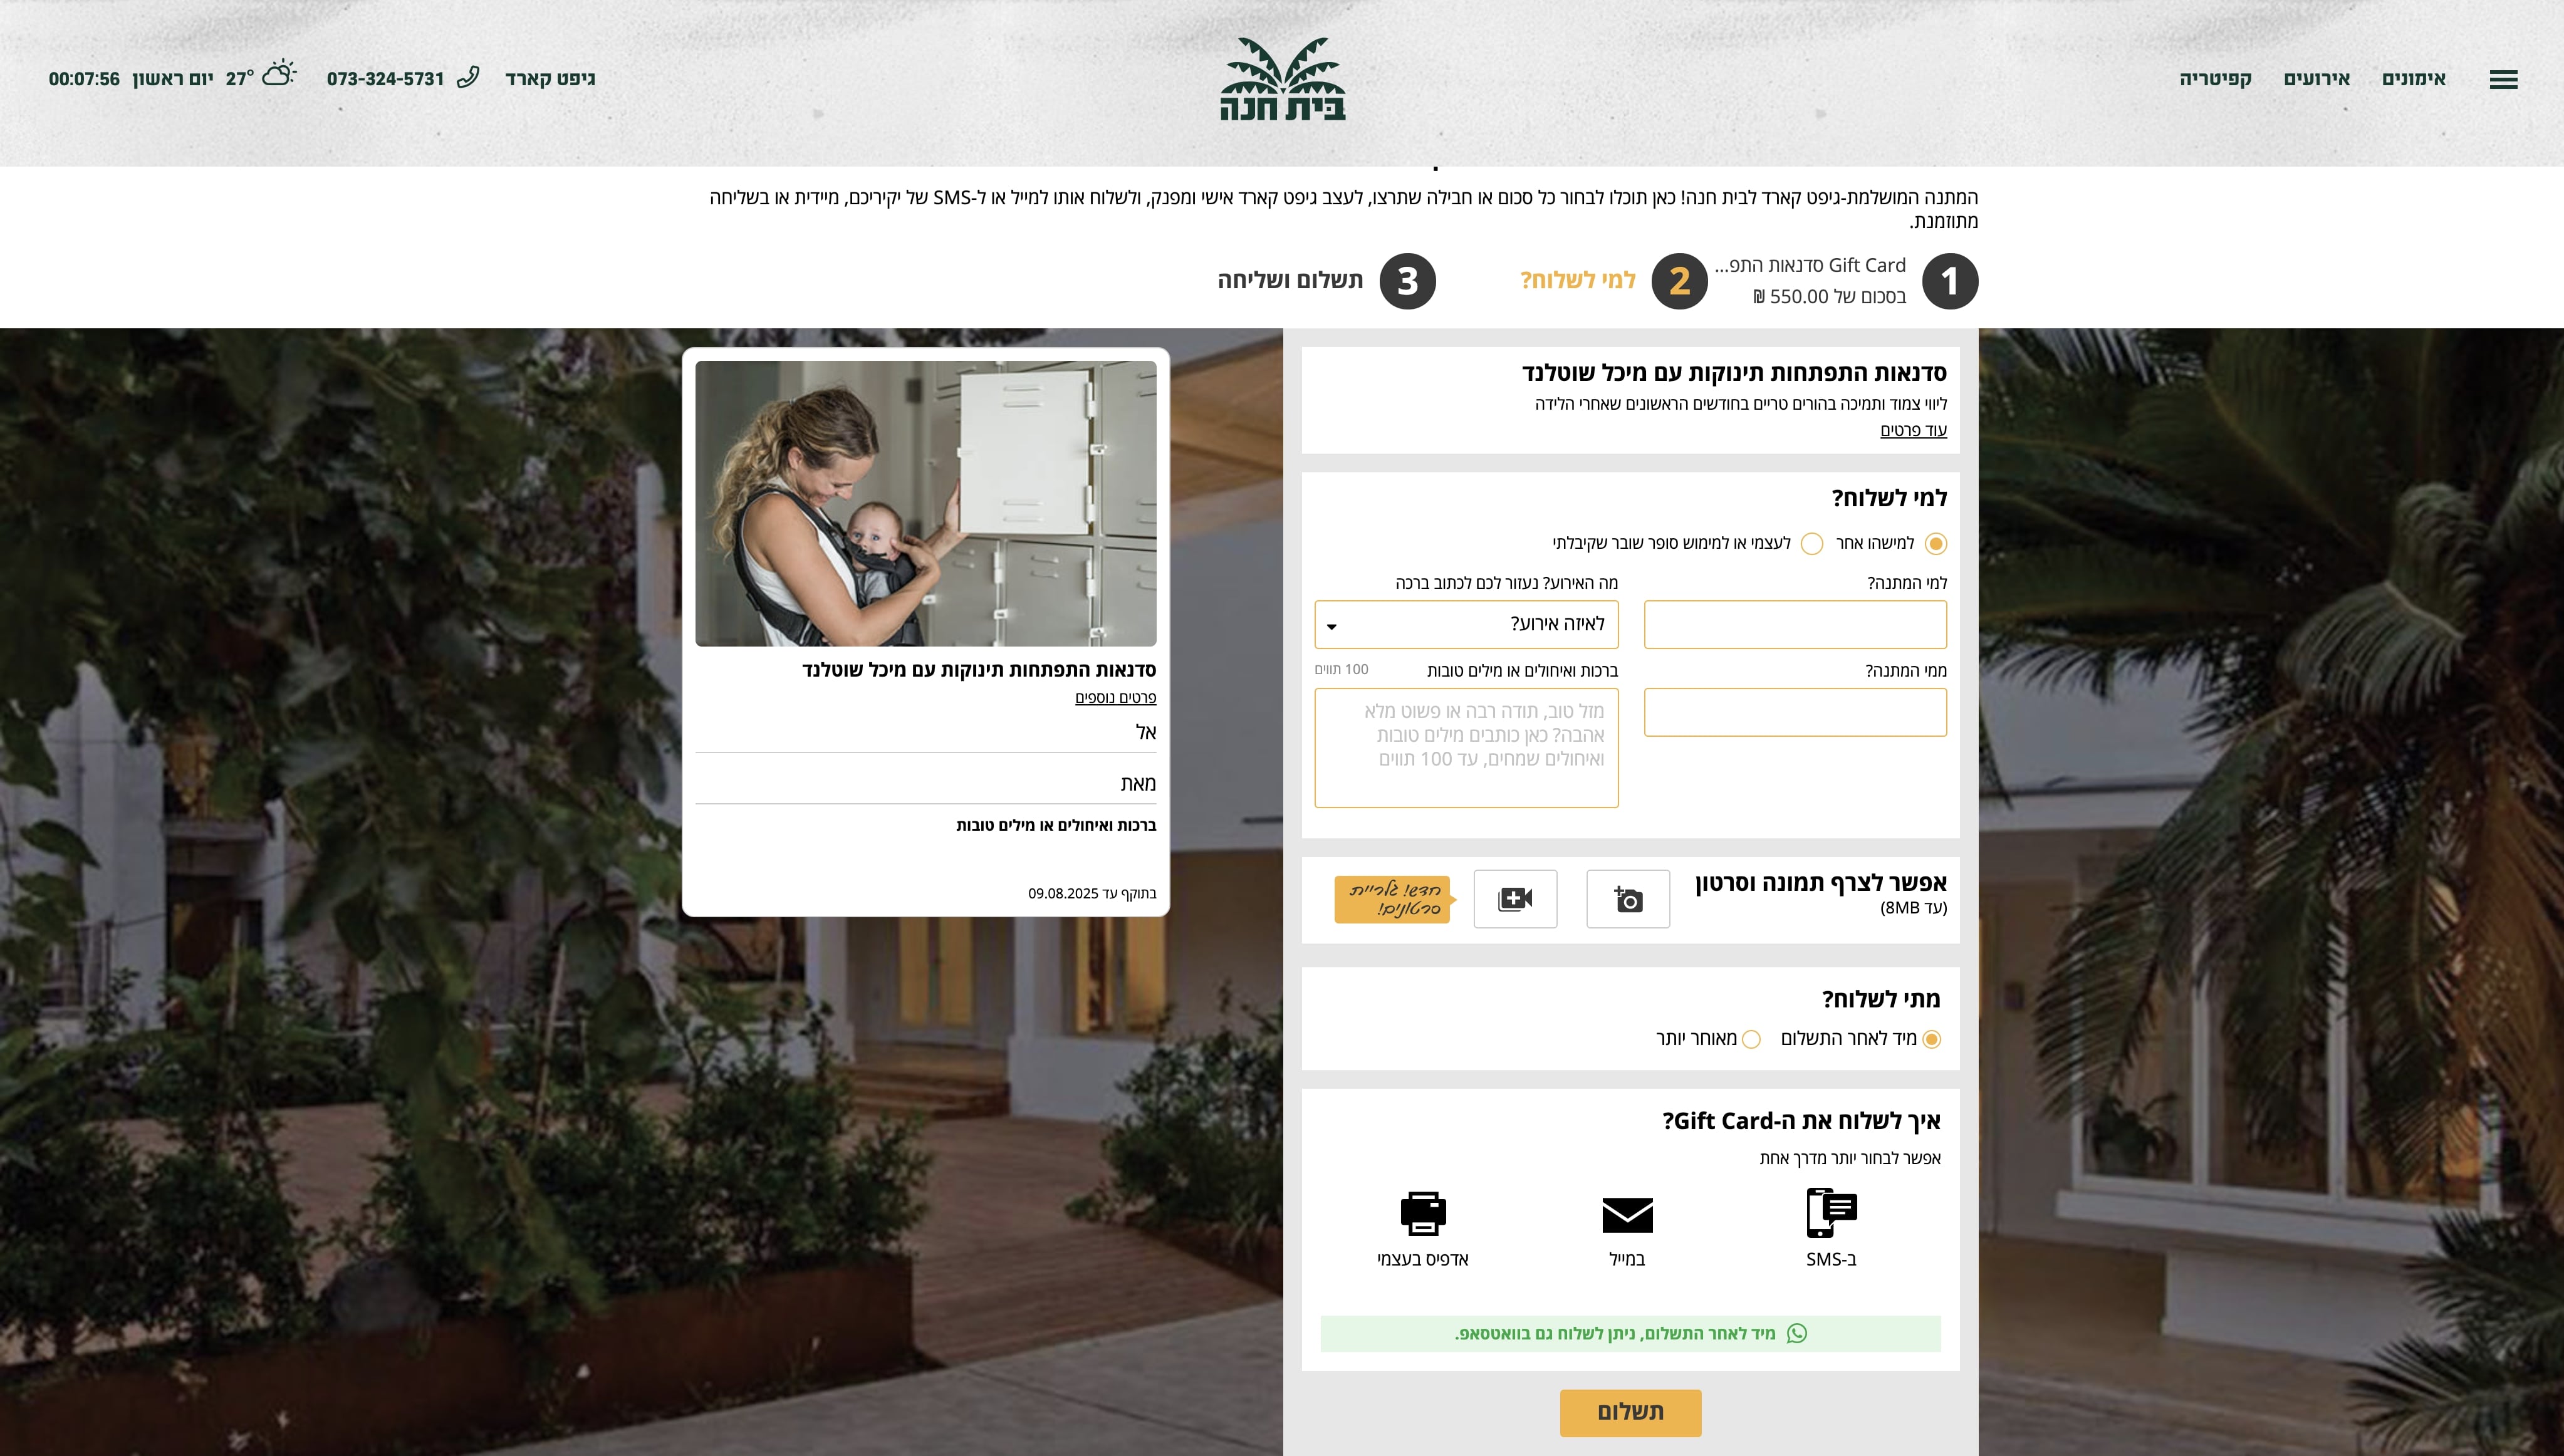 אימונים
אירועים
קפיטריה
בית חנה
גיפט קארד
073-324-5731
27°
יום ראשון
00:07:56
המתנה המושלמת-גיפט קארד לבית חנה! כאן תוכלו לבחור כל סכום או חבילה שתרצו, לעצב גיפט קארד אישי ומפנק, ולשלוח אותו למייל או ל-SMS של יקיריכם, מיידית או בשליחה
מתוזמנת.
1
Gift Card סדנאות התפ...
בסכום של 550.00 ₪
2
למי לשלוח?
3
תשלום ושליחה
סדנאות התפתחות תינוקות עם מיכל שוטלנד
ליווי צמוד ותמיכה בהורים טריים בחודשים הראשונים שאחרי הלידה
עוד פרטים
למי לשלוח?
למישהו אחר
לעצמי או למימוש סופר שובר שקיבלתי
למי המתנה?
מה האירוע? נעזור לכם לכתוב ברכה
לאיזה אירוע?
ממי המתנה?
ברכות ואיחולים או מילים טובות
100 תווים
מזל טוב, תודה רבה או פשוט מלא
אהבה? כאן כותבים מילים טובות
ואיחולים שמחים, עד 100 תווים
אפשר לצרף תמונה וסרטון
(עד 8MB)
חדש! גלריית
סרטונים!
מתי לשלוח?
מיד לאחר התשלום
מאוחר יותר
איך לשלוח את ה-Gift Card?
אפשר לבחור יותר מדרך אחת
ב-SMS
במייל
אדפיס בעצמי
מיד לאחר התשלום, ניתן לשלוח גם בוואטסאפ.
תשלום
סדנאות התפתחות תינוקות עם מיכל שוטלנד
פרטים נוספים
אל
מאת
ברכות ואיחולים או מילים טובות
בתוקף עד 09.08.2025